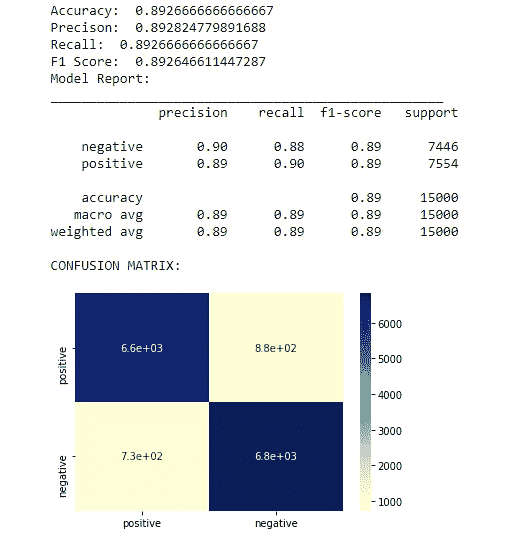 Accuracy: 0.8926666666666667
Precison: 0.892824779891688
Recall: 0.8926666666666667
F1 Score: 0.892646611447287
Model Report:
precision recall f1-score support
negative 0.90 0.88 0.89 7446
positive 0.89 0.90 0.89 7554
accuracy 0.89 15000
macro avg 0.89 0.89 0.89 15000
weighted avg 0.89 0.89 0.89 15000
CONFUSION MATRIX:
positive 6.6e+03 8.8e+02
negative 7.3e+02 6.8e+03
positive negative
6000
5000
4000
3000
2000
1000